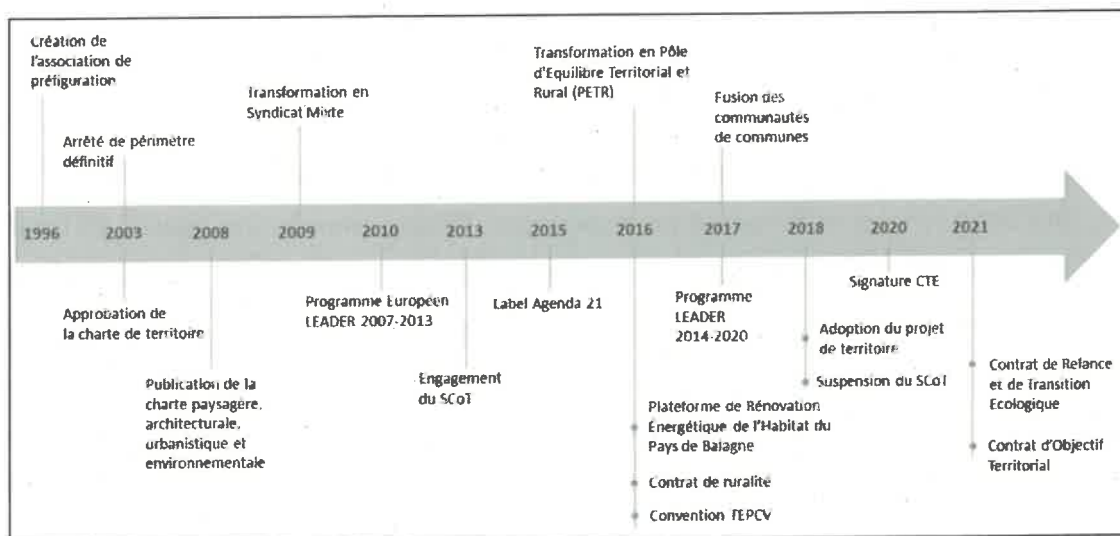 Création de
l'association de
préfiguration
Arrêté de périmètre
définitif
Transformation en
Syndicat Mixte
Transformation en Pôle
d'Equilibre Territorial et
Rural (PETR)
Fusion des
communautés
de communes
1996 2003 2008 2009 2010 2013 2015 2016 2017 2018 2020 2021
Approbation de
la charte de territoire
Publication de la
charte paysagère,
architecturale,
urbanistique et
environnementale
Programme Européen
LEADER 2007-2013
Engagement
du SCoT
Label Agenda 21
Plateforme de Rénovation
Énergétique de l'Habitat du
Pays de Balagne
Contrat de ruralité
Convention TEPCV
Programme
LEADER
2014-2020
Adoption du projet
de territoire
Suspension du SCoT
Signature CTE
Contrat de Relance
et de Transition
Ecologique
Contrat d'Objectif
Territorial